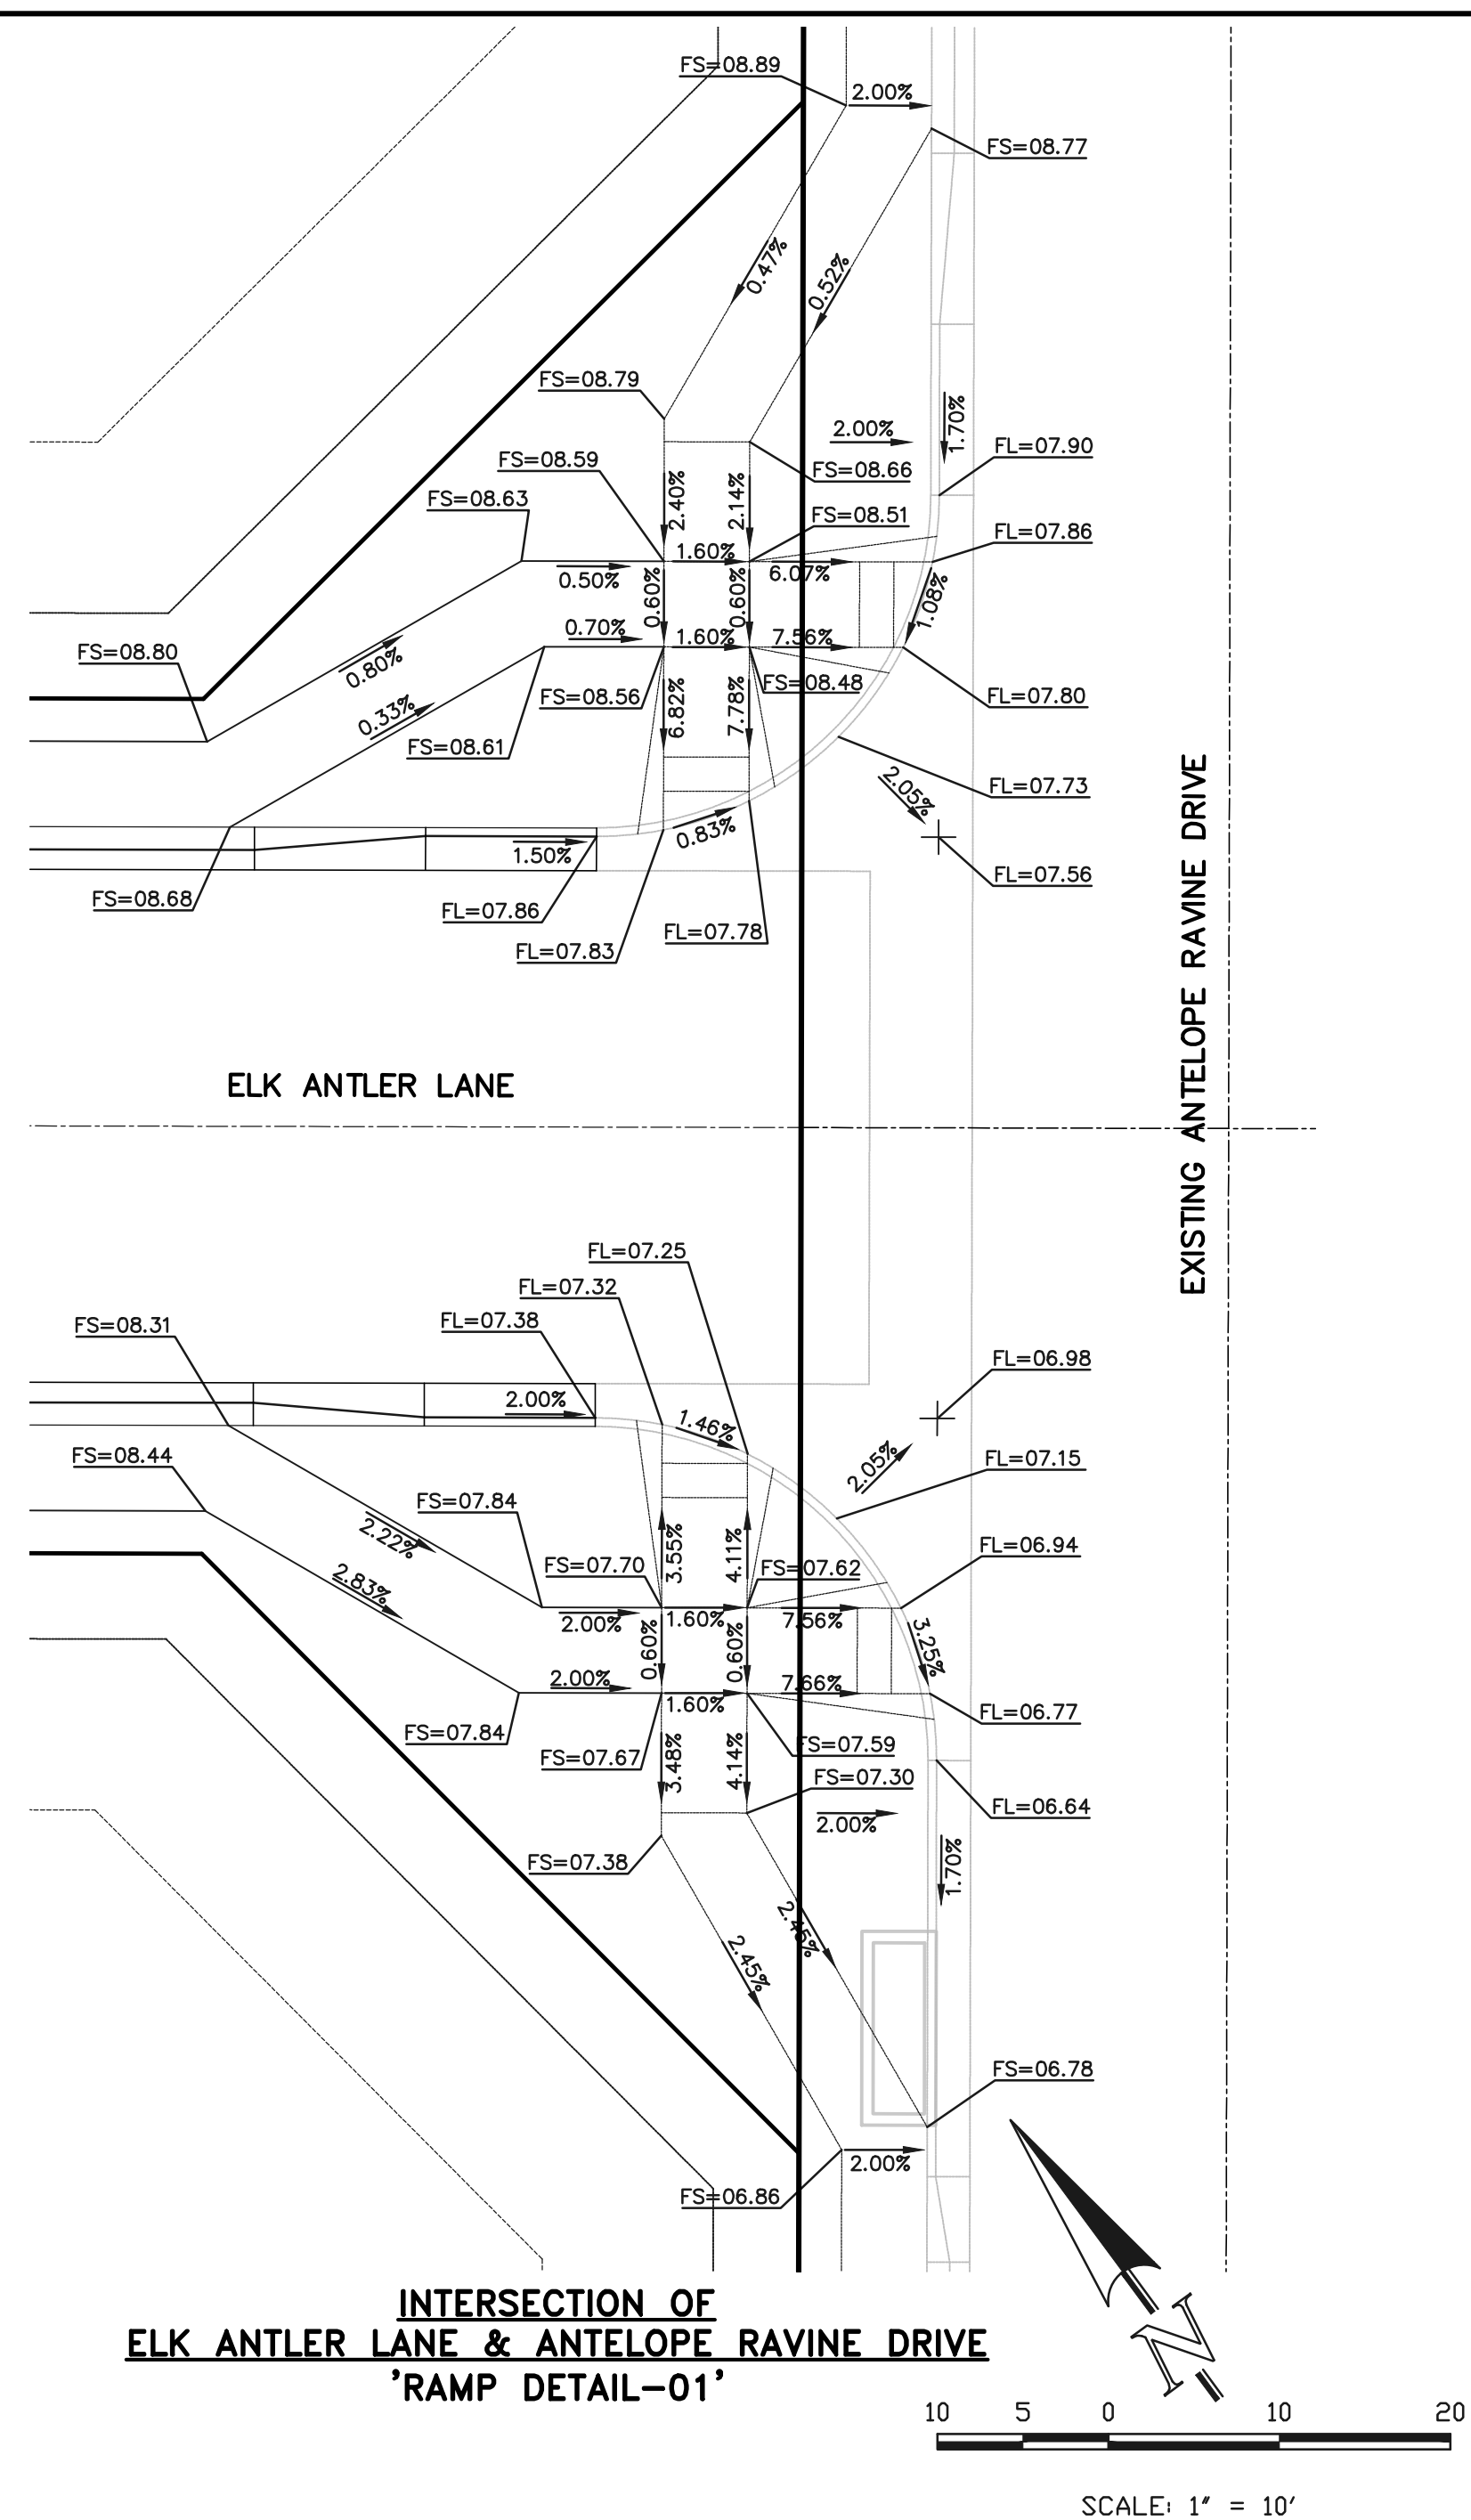 FS=08.89
2.00%
FS=08.77
0.47%
0.52%
FS=08.79
1.70%
2.00%
FL=07.90
FS=08.59
FS=08.66
FS=08.63
2.40%
2.14%
FS=08.51
FL=07.86
1.60%
0.50%
6.07%
0.60%
0.60%
1.08%
0.70%
1.60%
7.56%
FS=08.80
0.80%
FS=08.56
FS=08.48
FL=07.80
0.33%
6.82%
7.78%
FS=08.61
FL=07.73
2.05%
0.83%
1.50%
FL=07.56
FS=08.68
FL=07.86
FL=07.78
FL=07.83
EXISTING ANTELOPE RAVINE DRIVE
ELK ANTLER LANE
FL=07.25
FL=07.32
FS=08.31
FL=07.38
FL=06.98
2.00%
1.46%
FS=08.44
FL=07.15
2.05%
FS=07.84
2.22%
3.55%
4.11%
FL=06.94
FS=07.70
FS=07.62
2.83%
2.00%
1.60%
7.56%
0.60%
0.60%
3.25%
2.00%
1.60%
7.66%
FL=06.77
FS=07.84
FS=07.67
FS=07.59
3.48%
4.14%
FS=07.30
FL=06.64
2.00%
FS=07.38
1.70%
2.45%
2.45%
FS=06.78
2.00%
FS=06.86
INTERSECTION OF
ELK ANTLER LANE & ANTELOPE RAVINE DRIVE
'RAMP DETAIL-01'
N
10 5 0 10 20
SCALE: 1" = 10'